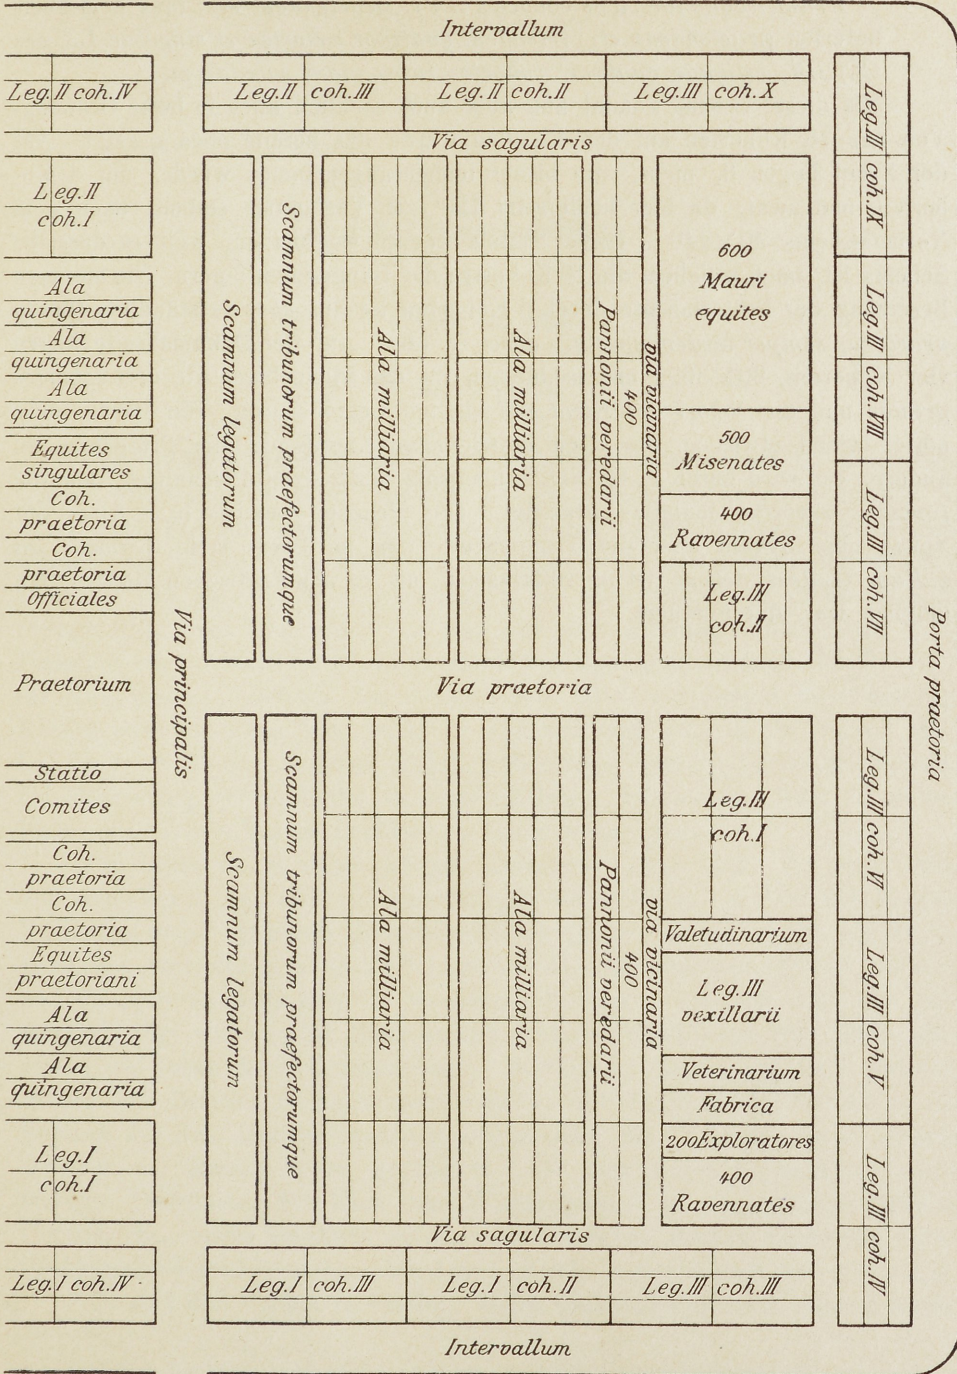 Intervallum
Leg. II coh. IV
Leg. II coh. III
Leg. II coh. II
Leg. III coh. X
Via sagularis
Leg. II
coh. I
Ala
quingenaria
Ala
quingenaria
Ala
quingenaria
Equites
singulares
Coh.
praetoria
Coh.
praetoria
Officiales
Praetorium
Statio
Comites
Coh.
praetoria
Coh.
praetoria
Equites
praetoriani
Ala
quingenaria
Ala
quingenaria
Leg. I
coh. I
Leg. I coh. IV
Via principalis
Scamnum legatorum
Scamnum tribunorum praefectorumque
Ala milliaria
Ala milliaria
Pannonii veredarii
400
via vicinaria
600
Mauri
equites
500
Misenates
400
Ravennates
Leg. III
coh. II
Leg. III coh. IX
Leg. III coh. VIII
Leg. III coh. VII
Via praetoria
Porta praetoria
Scamnum legatorum
Scamnum tribunorum praefectorumque
Ala milliaria
Ala milliaria
Pannonii veredarii
400
via vicinaria
Leg. III
coh. I
Valetudinarium
Leg. III
vexillarii
Veterinarium
Fabrica
200 Exploratores
400
Ravennates
Leg. III coh. VI
Leg. III coh. V
Leg. III coh. IV
Via sagularis
Leg. I coh. III
Leg. I coh. II
Leg. III coh. III
Intervallum